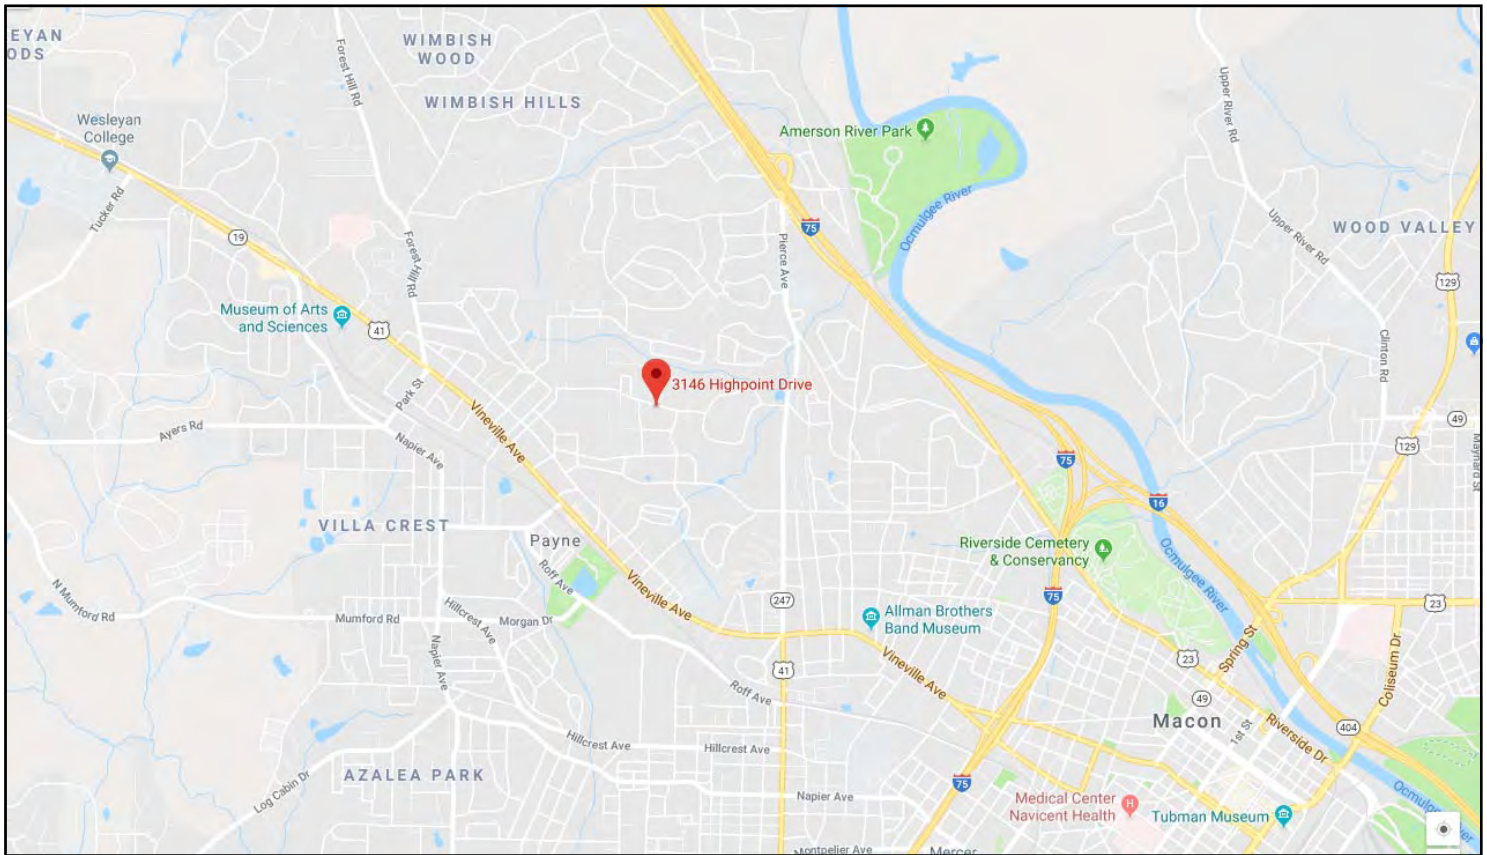 EYAN
ODS
WIMBISH
WOOD
WIMBISH HILLS
Forest Hill Rd
Wesleyan
College
Tucker Rd
19
Forest Hill Rd
Museum of Arts
and Sciences
41
Amerson River Park
75
Pierce Ave
Ocmulgee River
Upper River Rd
Upper River Rd
WOOD VALLEY
129
Clinton Rd
3146 Highpoint Drive
Park St
Vineville Ave
Ayers Rd
Napier Ave
49
129
Maynard St
75
16
VILLA CREST
Payne
Riverside Cemetery
& Conservancy
Ocmulgee River
Roff Ave
Vineville Ave
N Mumford Rd
Mumford Rd
Hillcrest Ave
Morgan Dr
247
75
23
Allman Brothers
Band Museum
Napier Ave
41
Vineville Ave
23
Spring St
Coliseum Dr
Roff Ave
49
Macon
1st St
Riverside Dr
404
Hillcrest Ave
Hillcrest Ave
AZALEA PARK
Log Cabin Dr
75
Napier Ave
Medical Center
Navicent Health
H
Tubman Museum
Ocmulgee River
Montpelier Ave
Mercer